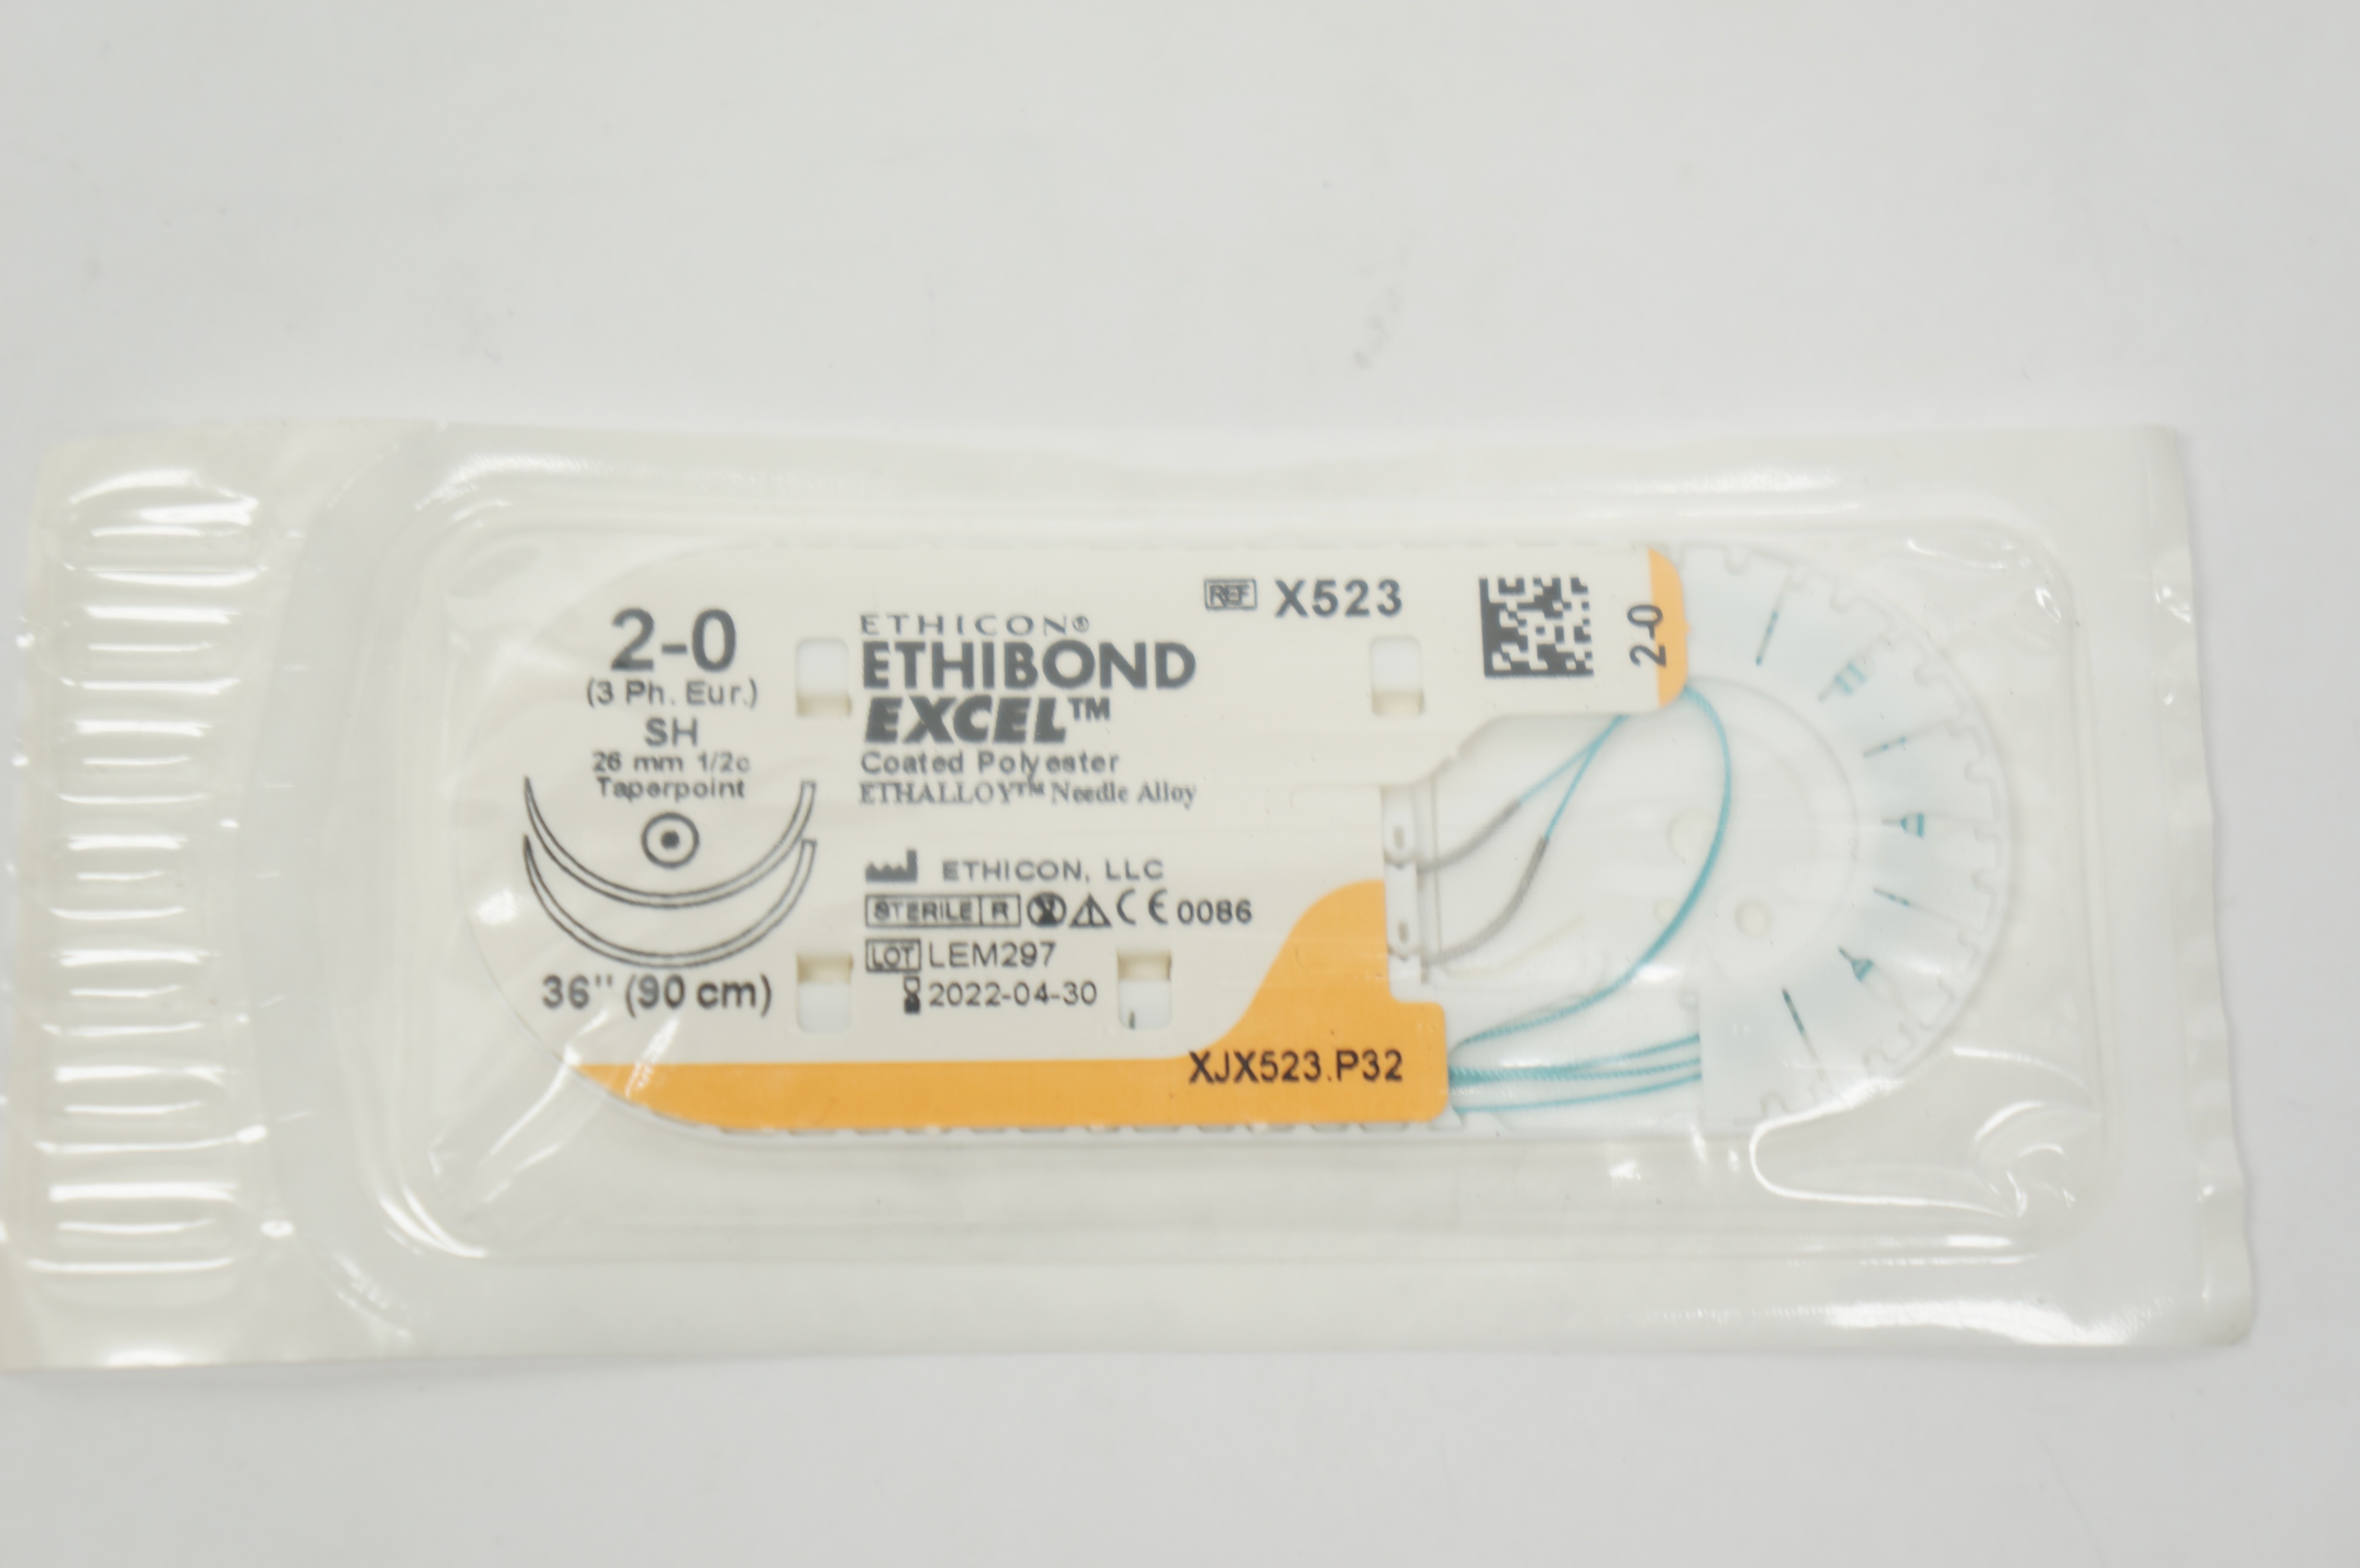 2-0
(3 Ph. Eur.)
SH
26 mm 1/2c
Taperpoint
36" (90 cm)
ETHICON®
ETHIBOND
EXCEL™
Coated Polyester
ETHALLOY™ Needle Alloy
REF X523
2-0
ETHICON, LLC
STERILE R CE 0086
LOT LEM297
2022-04-30
XJX523.P32